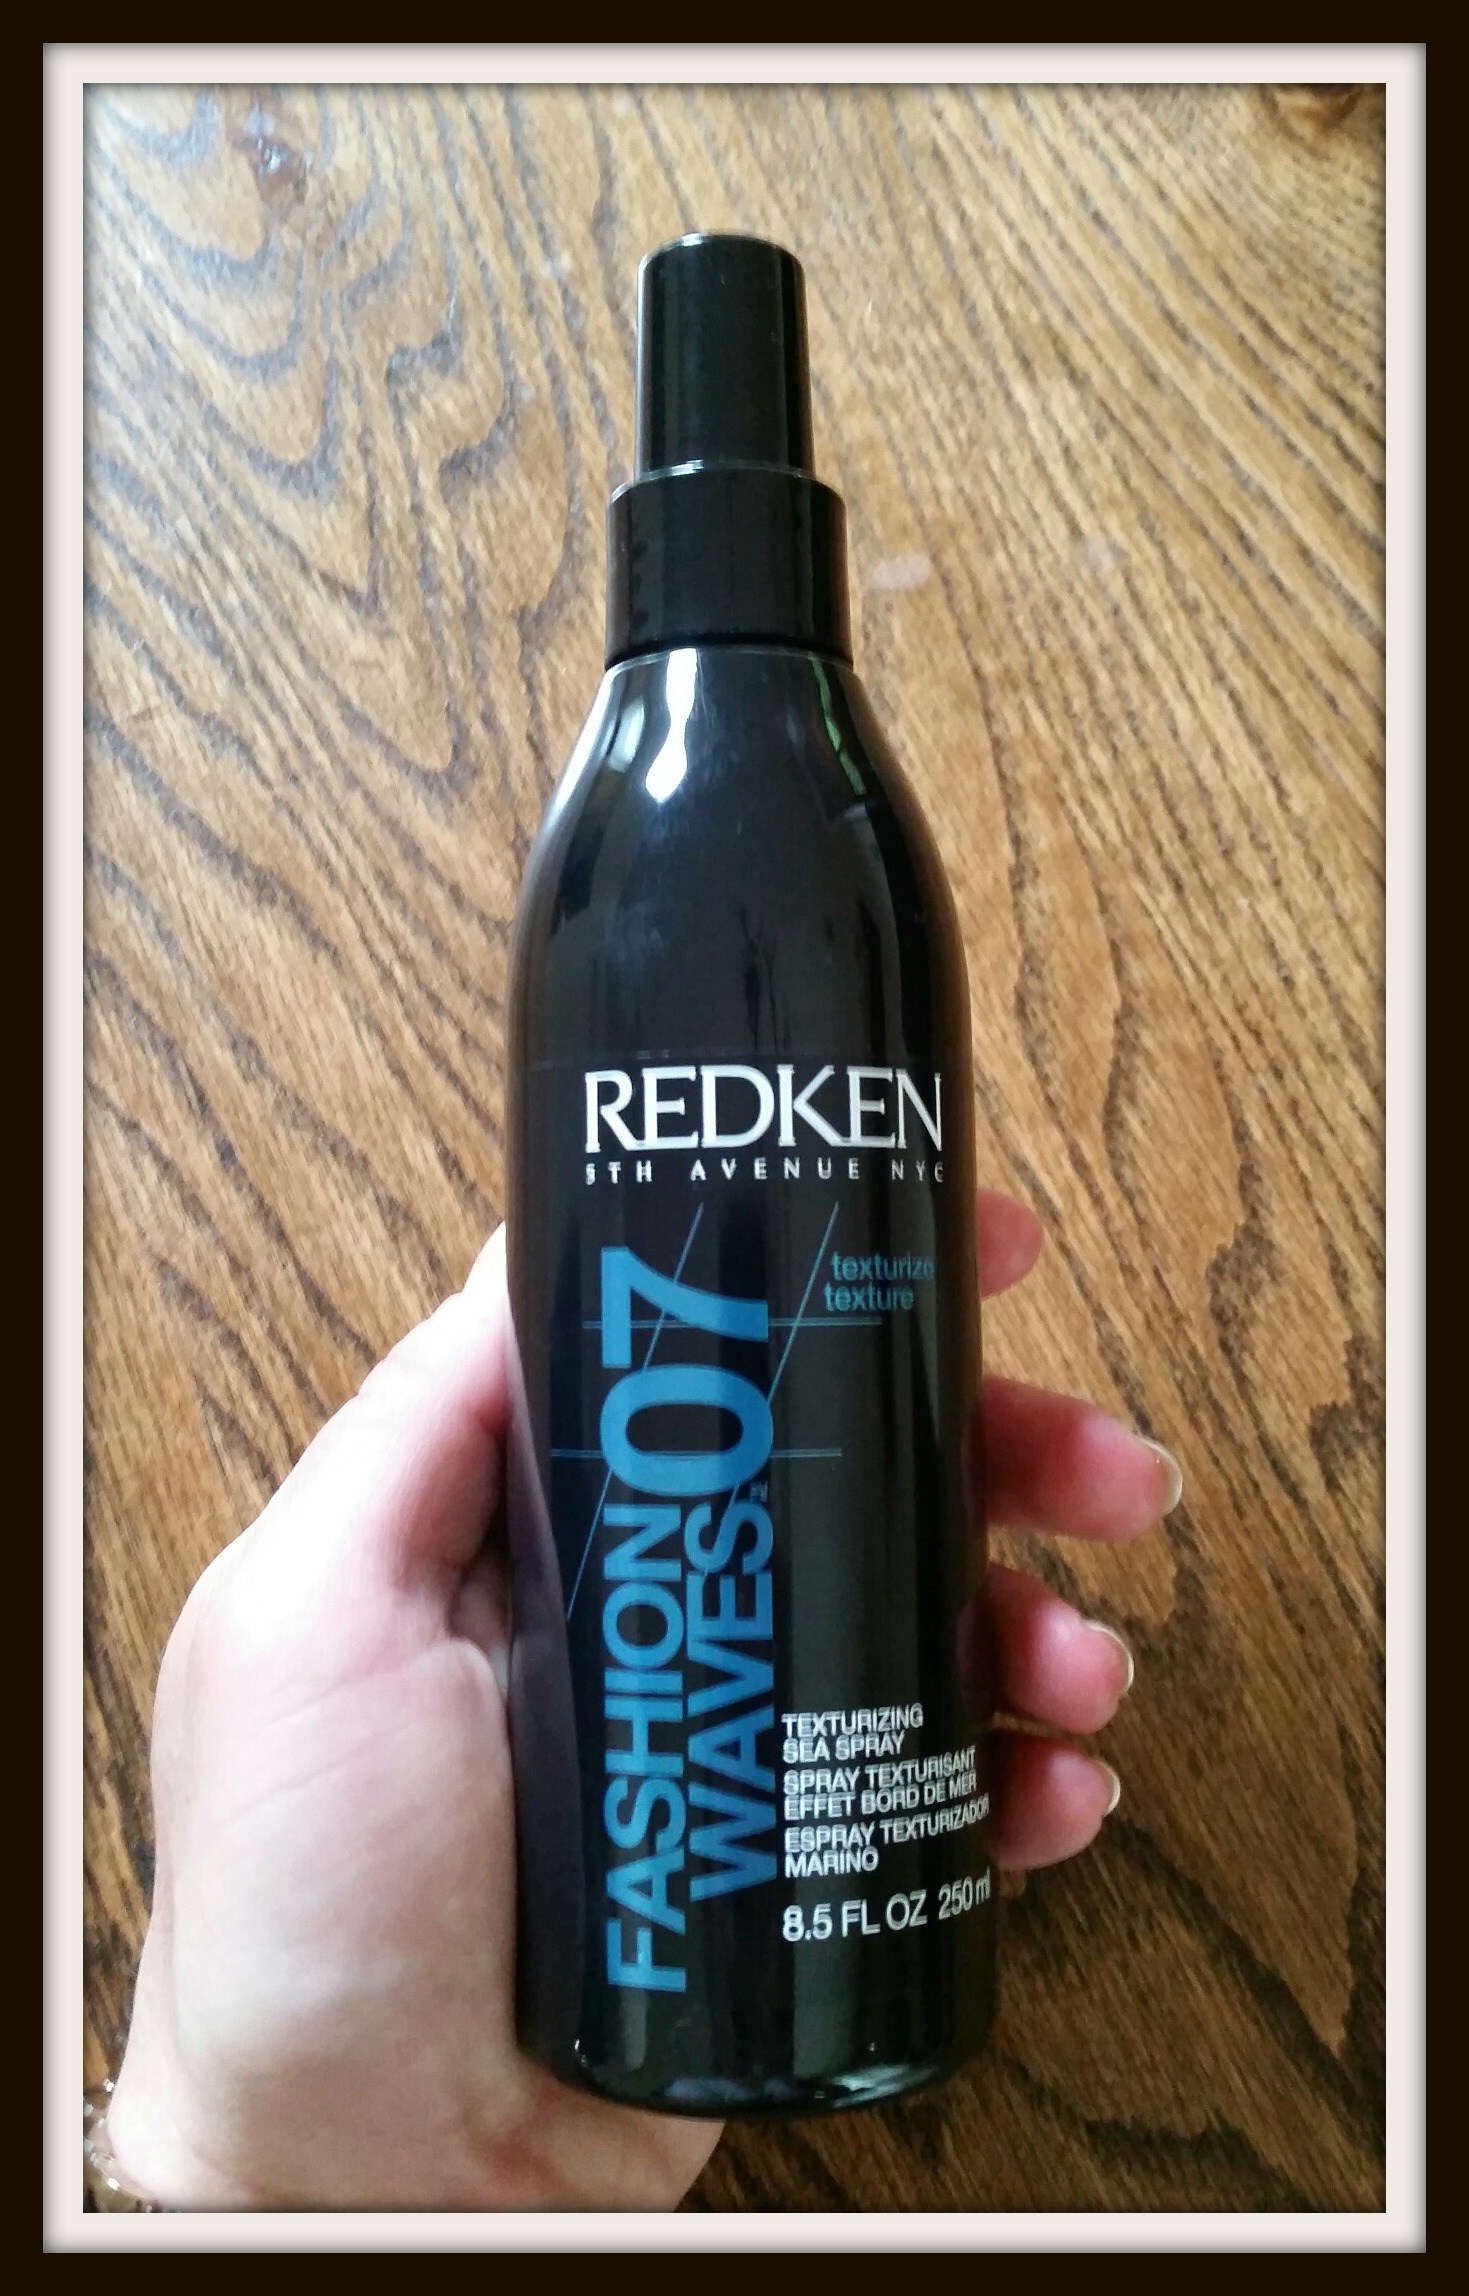 REDKEN
5TH AVENUE NYC
texturize
texture
FASHION 07
WAVES™
TEXTURIZING
SEA SPRAY
SPRAY TEXTURISANT
EFFET BORD DE MER
ESPRAY TEXTURIZADOR
MARINO
8.5 FL OZ 250 ml